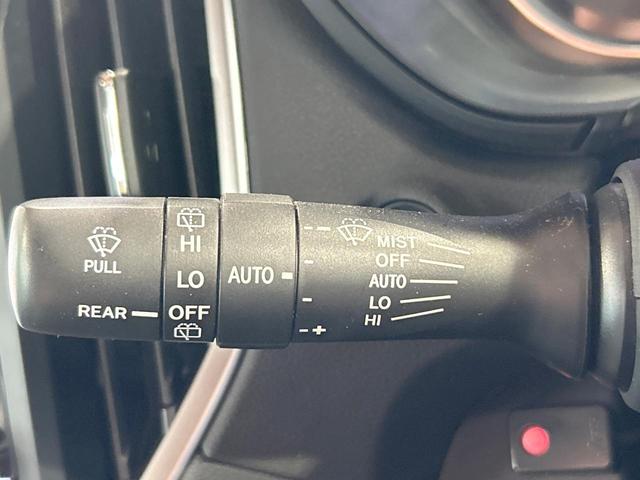 PULL
REAR
HI
LO
OFF
AUTO
- -
-
-
- +
MIST
OFF
AUTO
LO
HI